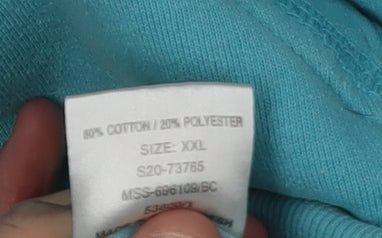 80% COTTON / 20% POLYESTER
SIZE: XXL
S20-73765
MSS-696109/BC